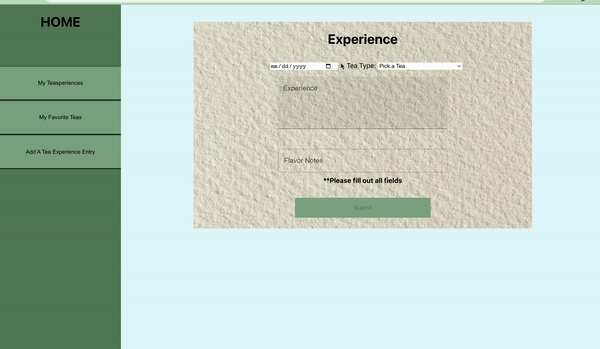 HOME
My Teasperiences
My Favorite Teas
Add A Tea Experience Entry
Experience
mm/dd/yyyy Tea Type: Pick a Tea
Experience
Flavor Notes
**Please fill out all fields
Submit